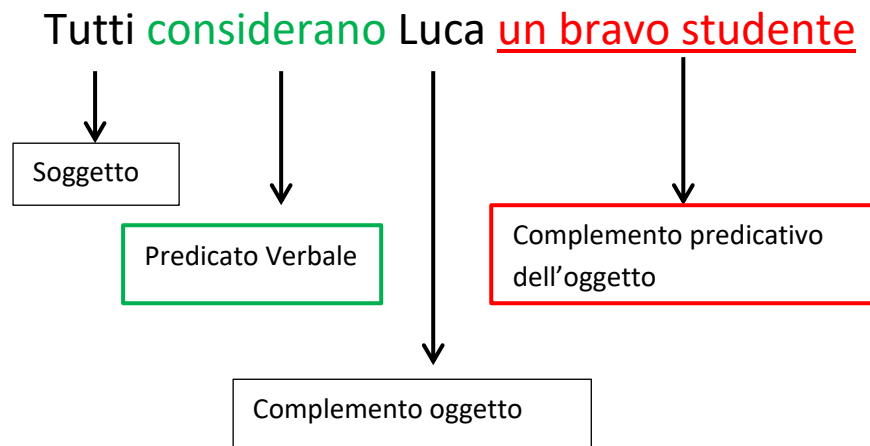 Tutti considerano Luca un bravo studente
Soggetto
Predicato Verbale
Complemento predicativo
dell’oggetto
Complemento oggetto